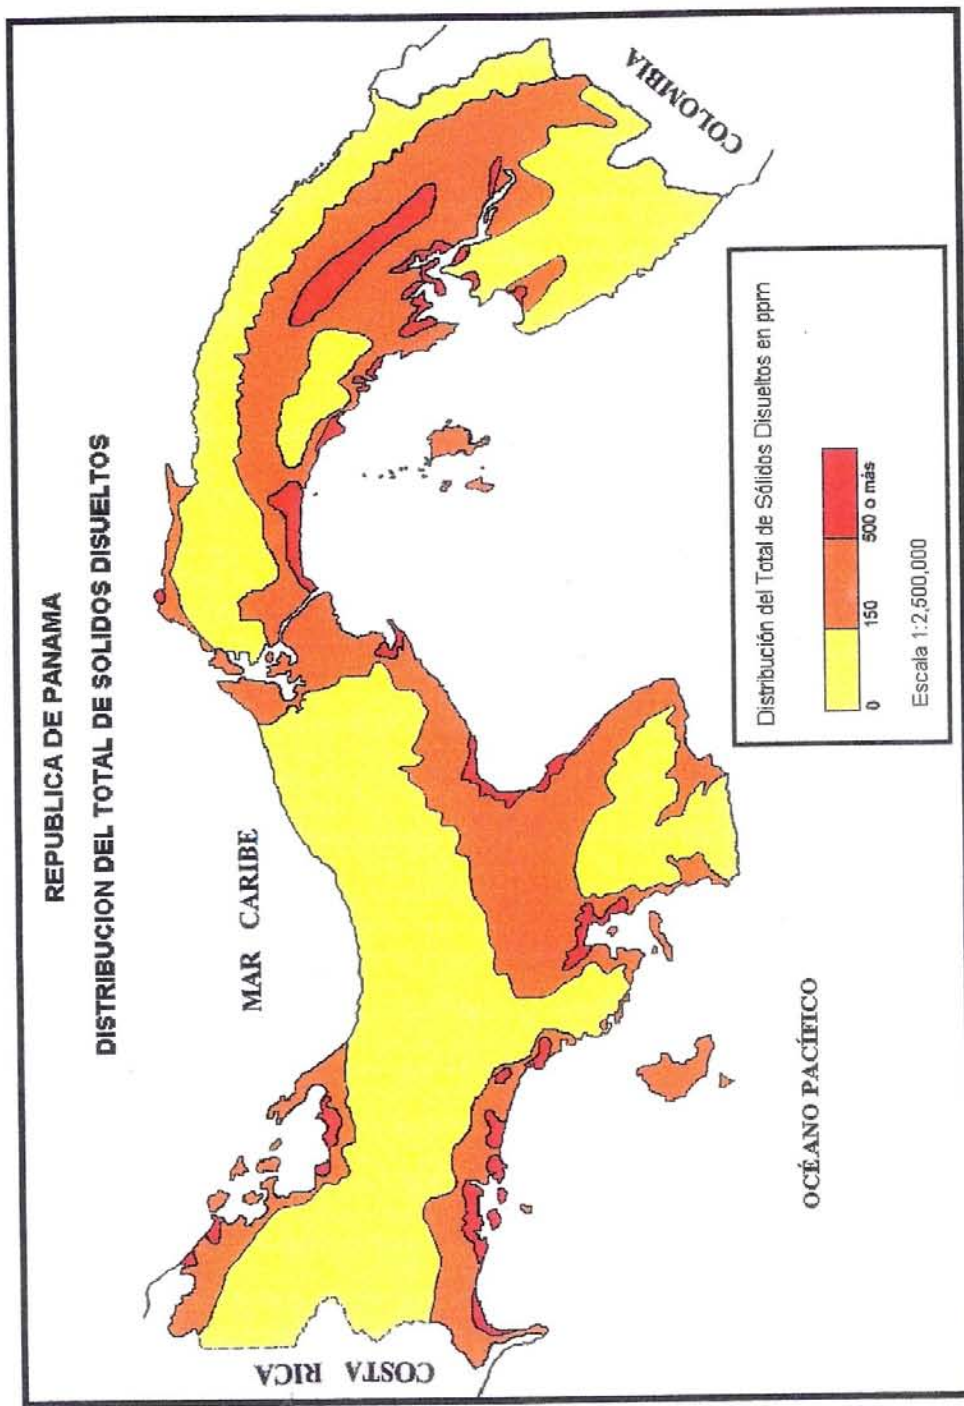 REPUBLICA DE PANAMA
DISTRIBUCION DEL TOTAL DE SOLIDOS DISUELTOS
MAR CARIBE
COLOMBIA
COSTA RICA
OCÉANO PACÍFICO
Distribución del Total de Sólidos Disueltos en ppm
0 150 500 o màs
Escala 1:2,500,000